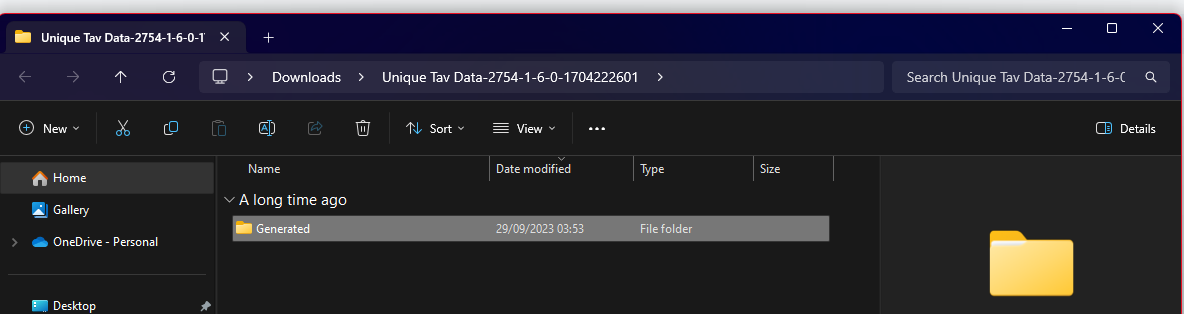 Unique Tav Data-2754-1-6-0-17
Downloads > Unique Tav Data-2754-1-6-0-1704222601 >
Search Unique Tav Data-2754-1-6-0
New Sort View ... Details
Name Date modified Type Size
Home
A long time ago
Gallery
Generated 29/09/2023 03:53 File folder
OneDrive - Personal
Desktop